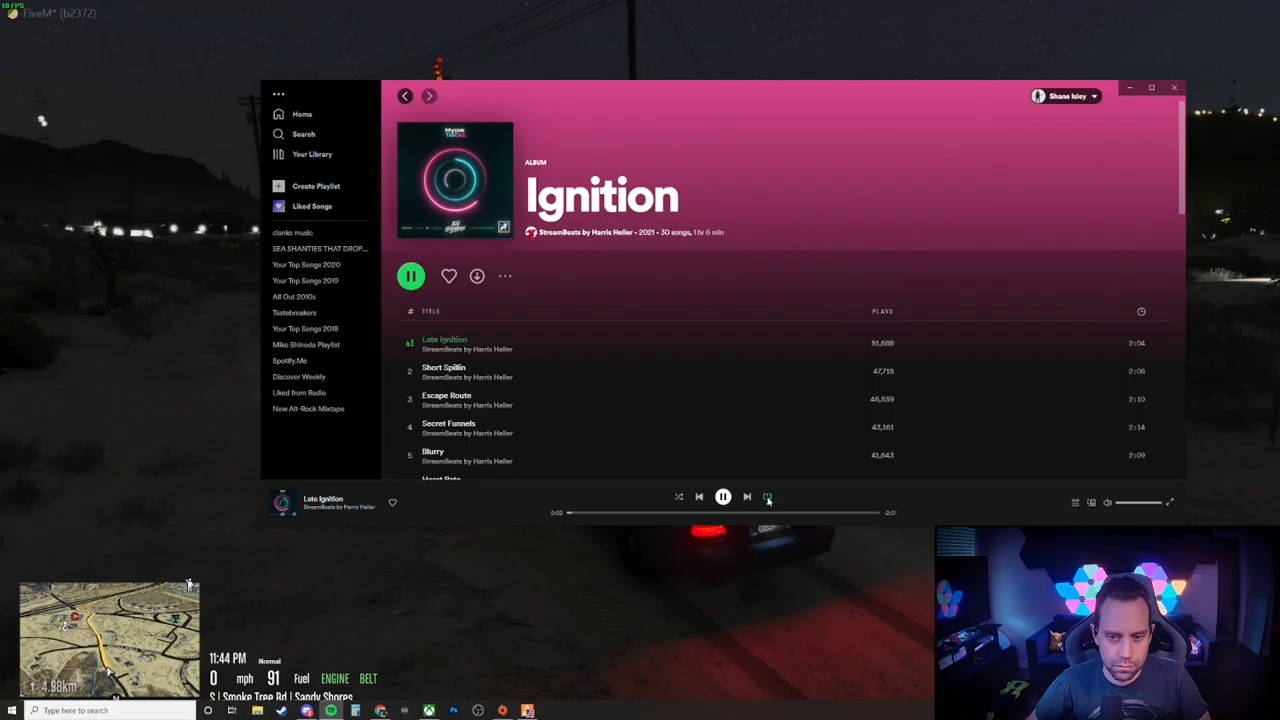 60 FPS
FiveM* (b2372)
Shane Isley
Home
Search
Your Library
Create Playlist
Liked Songs
clanks music
SEA SHANTIES THAT DROP...
Your Top Songs 2020
Your Top Songs 2019
All Out 2010s
Tastebreakers
Your Top Songs 2018
Mike Shinoda Playlist
Spotify.Me
Discover Weekly
Liked from Radio
New Alt-Rock Mixtape
Hype
ALBUM
Ignition
StreamBeats by Harris Heller • 2021 • 30 songs, 1 hr 6 min
# TITLE PLAYS
Late Ignition
StreamBeats by Harris Heller
51,688 2:04
2 Short Spillin
StreamBeats by Harris Heller
47,715 2:08
3 Escape Route
StreamBeats by Harris Heller
46,839 2:10
4 Secret Funnels
StreamBeats by Harris Heller
43,161 2:14
5 Blurry
StreamBeats by Harris Heller
41,643 2:09
Heart Rate
Late Ignition
StreamBeats by Harris Heller
0:02 -2:01
4.98km
N
11:44 PM Normal
0 mph 91 Fuel ENGINE BELT
S | Smoke Tree Rd | Sandy Shores
Type here to search